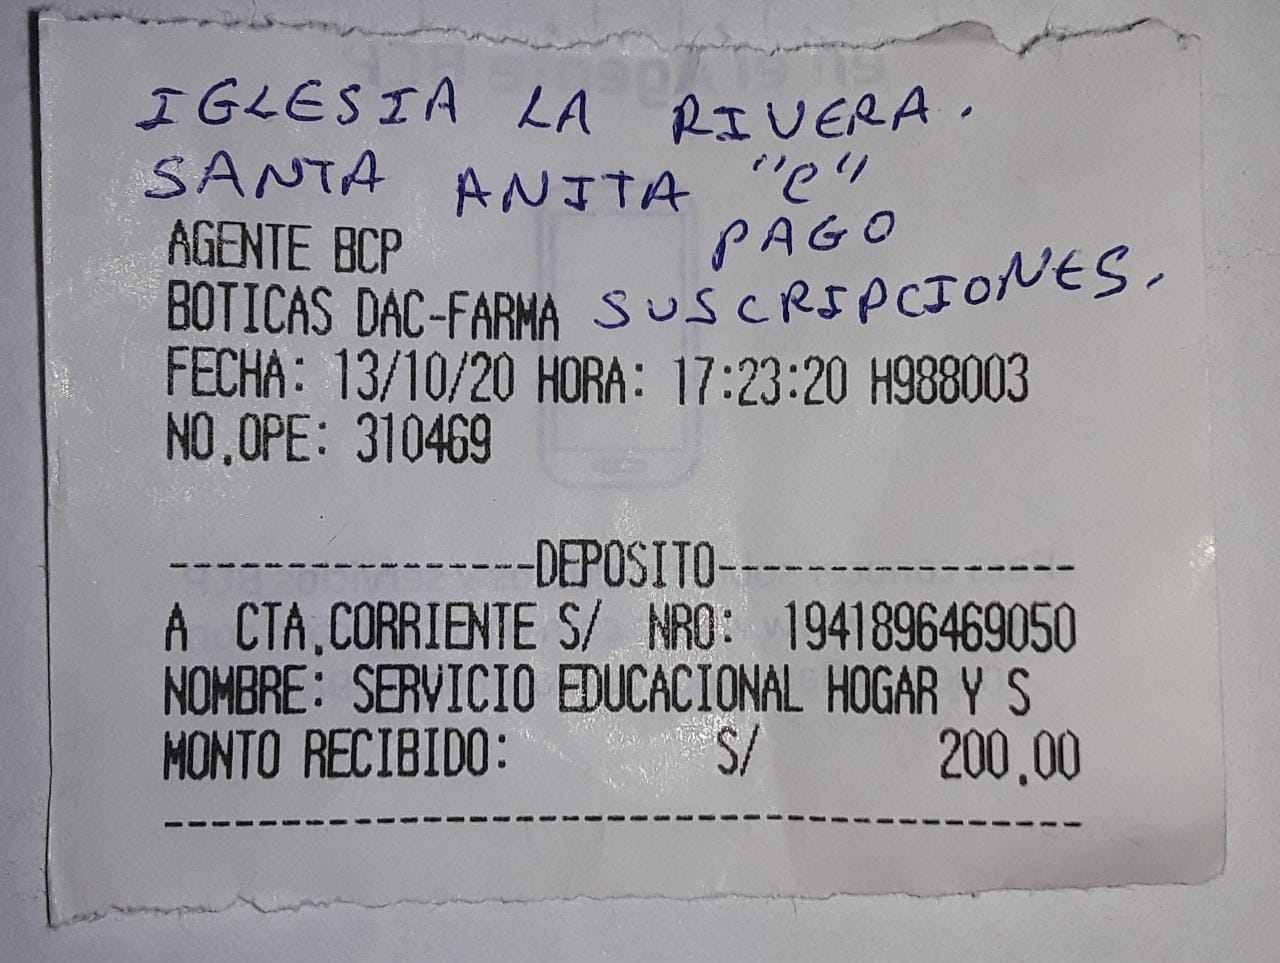 IGLESIA LA RIVERA.
SANTA ANITA "C"
PAGO
SUSCRIPCIONES.
AGENTE BCP
BOTICAS DAC-FARMA
FECHA: 13/10/20 HORA: 17:23:20 H988003
NO.OPE: 310469
----------------DEPOSITO----------------
A CTA.CORRIENTE S/ NRO: 1941896469050
NOMBRE: SERVICIO EDUCACIONAL HOGAR Y S
MONTO RECIBIDO: S/ 200.00